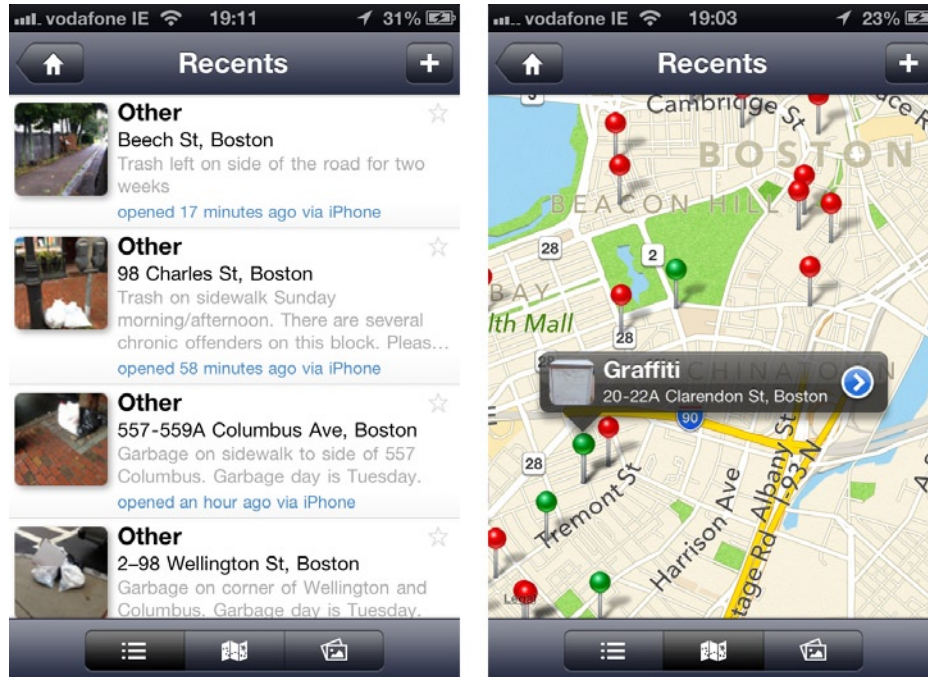 vodafone IE 19:11 31%
Recents
+
Other
Beech St, Boston
Trash left on side of the road for two
weeks
opened 17 minutes ago via iPhone
Other
98 Charles St, Boston
Trash on sidewalk Sunday
morning/afternoon. There are several
chronic offenders on this block. Pleas...
opened 58 minutes ago via iPhone
Other
557-559A Columbus Ave, Boston
Garbage on sidewalk to side of 557
Columbus. Garbage day is Tuesday.
opened an hour ago via iPhone
Other
2–98 Wellington St, Boston
Garbage on corner of Wellington and
Columbus. Garbage day is Tuesday.
vodafone IE 19:03 23%
Recents
+
3
Cambridge St
BOSTON
BEACON HILL
28
2
BAY
lth Mall
28
28
Graffiti
20-22A Clarendon St, Boston
CHINATOWN
90
28
Tremont St
Harrison Ave
Albany St
I-93 N
tage Rd
Legal